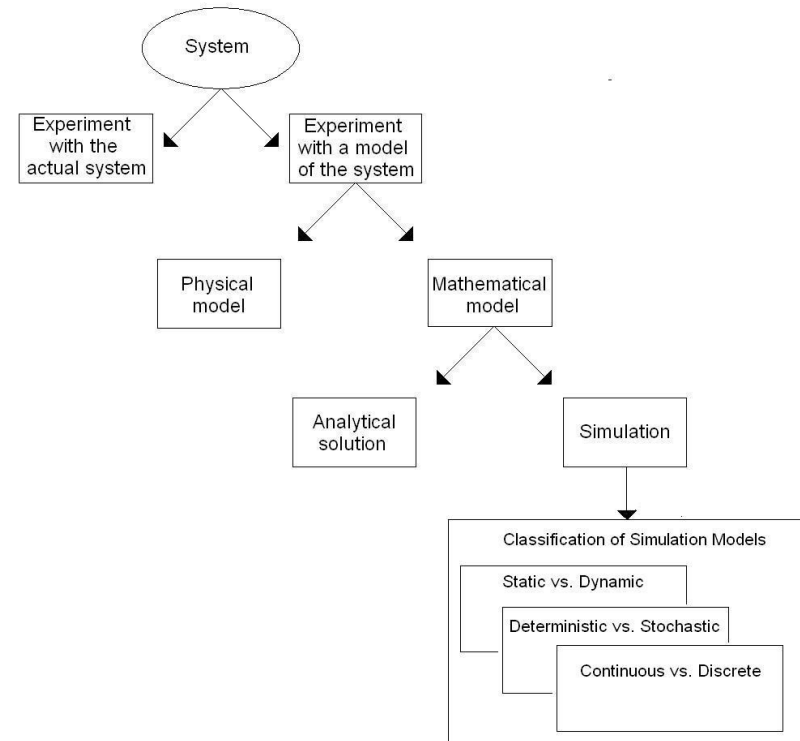 System
Experiment
with the
actual system
Experiment
with a model
of the system
Physical
model
Mathematical
model
Analytical
solution
Simulation
Classification of Simulation Models
Static vs. Dynamic
Deterministic vs. Stochastic
Continuous vs. Discrete